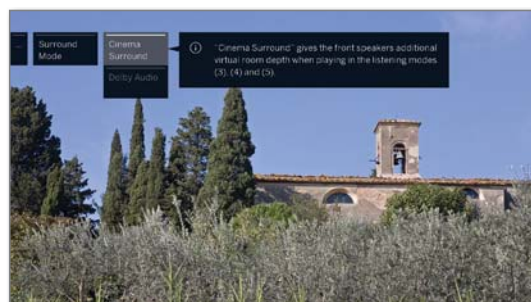 ...
Surround
Mode
Cinema
Surround
Dolby Audio
"Cinema Surround" gives the front speakers additional
virtual room depth when playing in the listening modes
(3), (4) and (5).